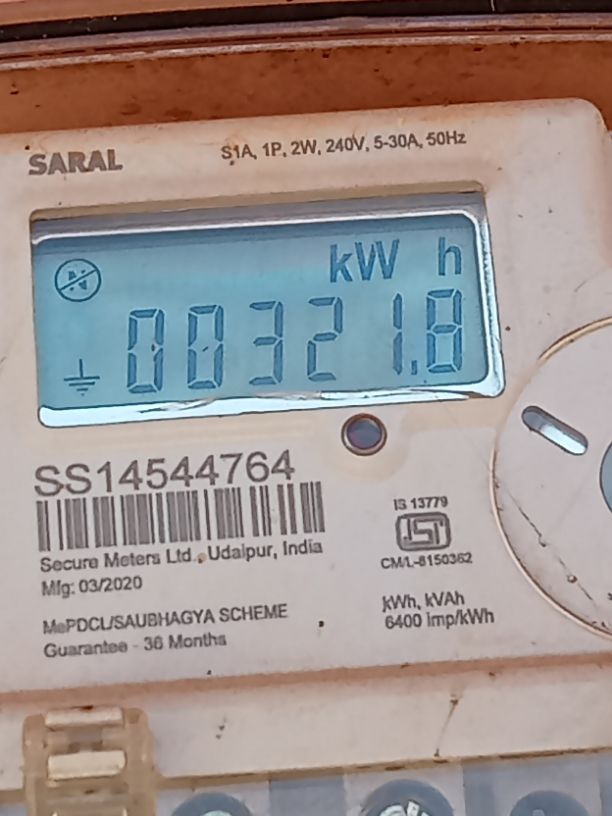 SARAL
S1A, 1P, 2W, 240V, 5-30A, 50Hz
kW h
00321.8
SS14544764
Secure Meters Ltd., Udaipur, India
Mfg: 03/2020
MePDCL/SAUBHAGYA SCHEME
Guarantee - 36 Months
IS 13779
CM/L-8150362
kWh, kVAh
6400 imp/kWh